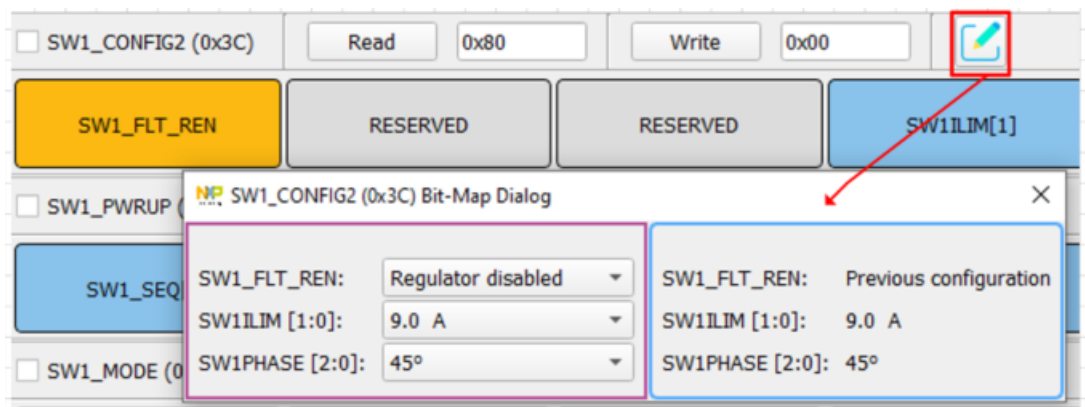 SW1_CONFIG2 (0x3C) Read 0x80 Write 0x00
SW1_FLT_REN RESERVED RESERVED SW1ILIM[1]
SW1_PWRUP (
NXP SW1_CONFIG2 (0x3C) Bit-Map Dialog
SW1_SEQ
SW1_FLT_REN: Regulator disabled SW1_FLT_REN: Previous configuration
SW1ILIM [1:0]: 9.0 A SW1ILIM [1:0]: 9.0 A
SW1PHASE [2:0]: 45º SW1PHASE [2:0]: 45º
SW1_MODE (0